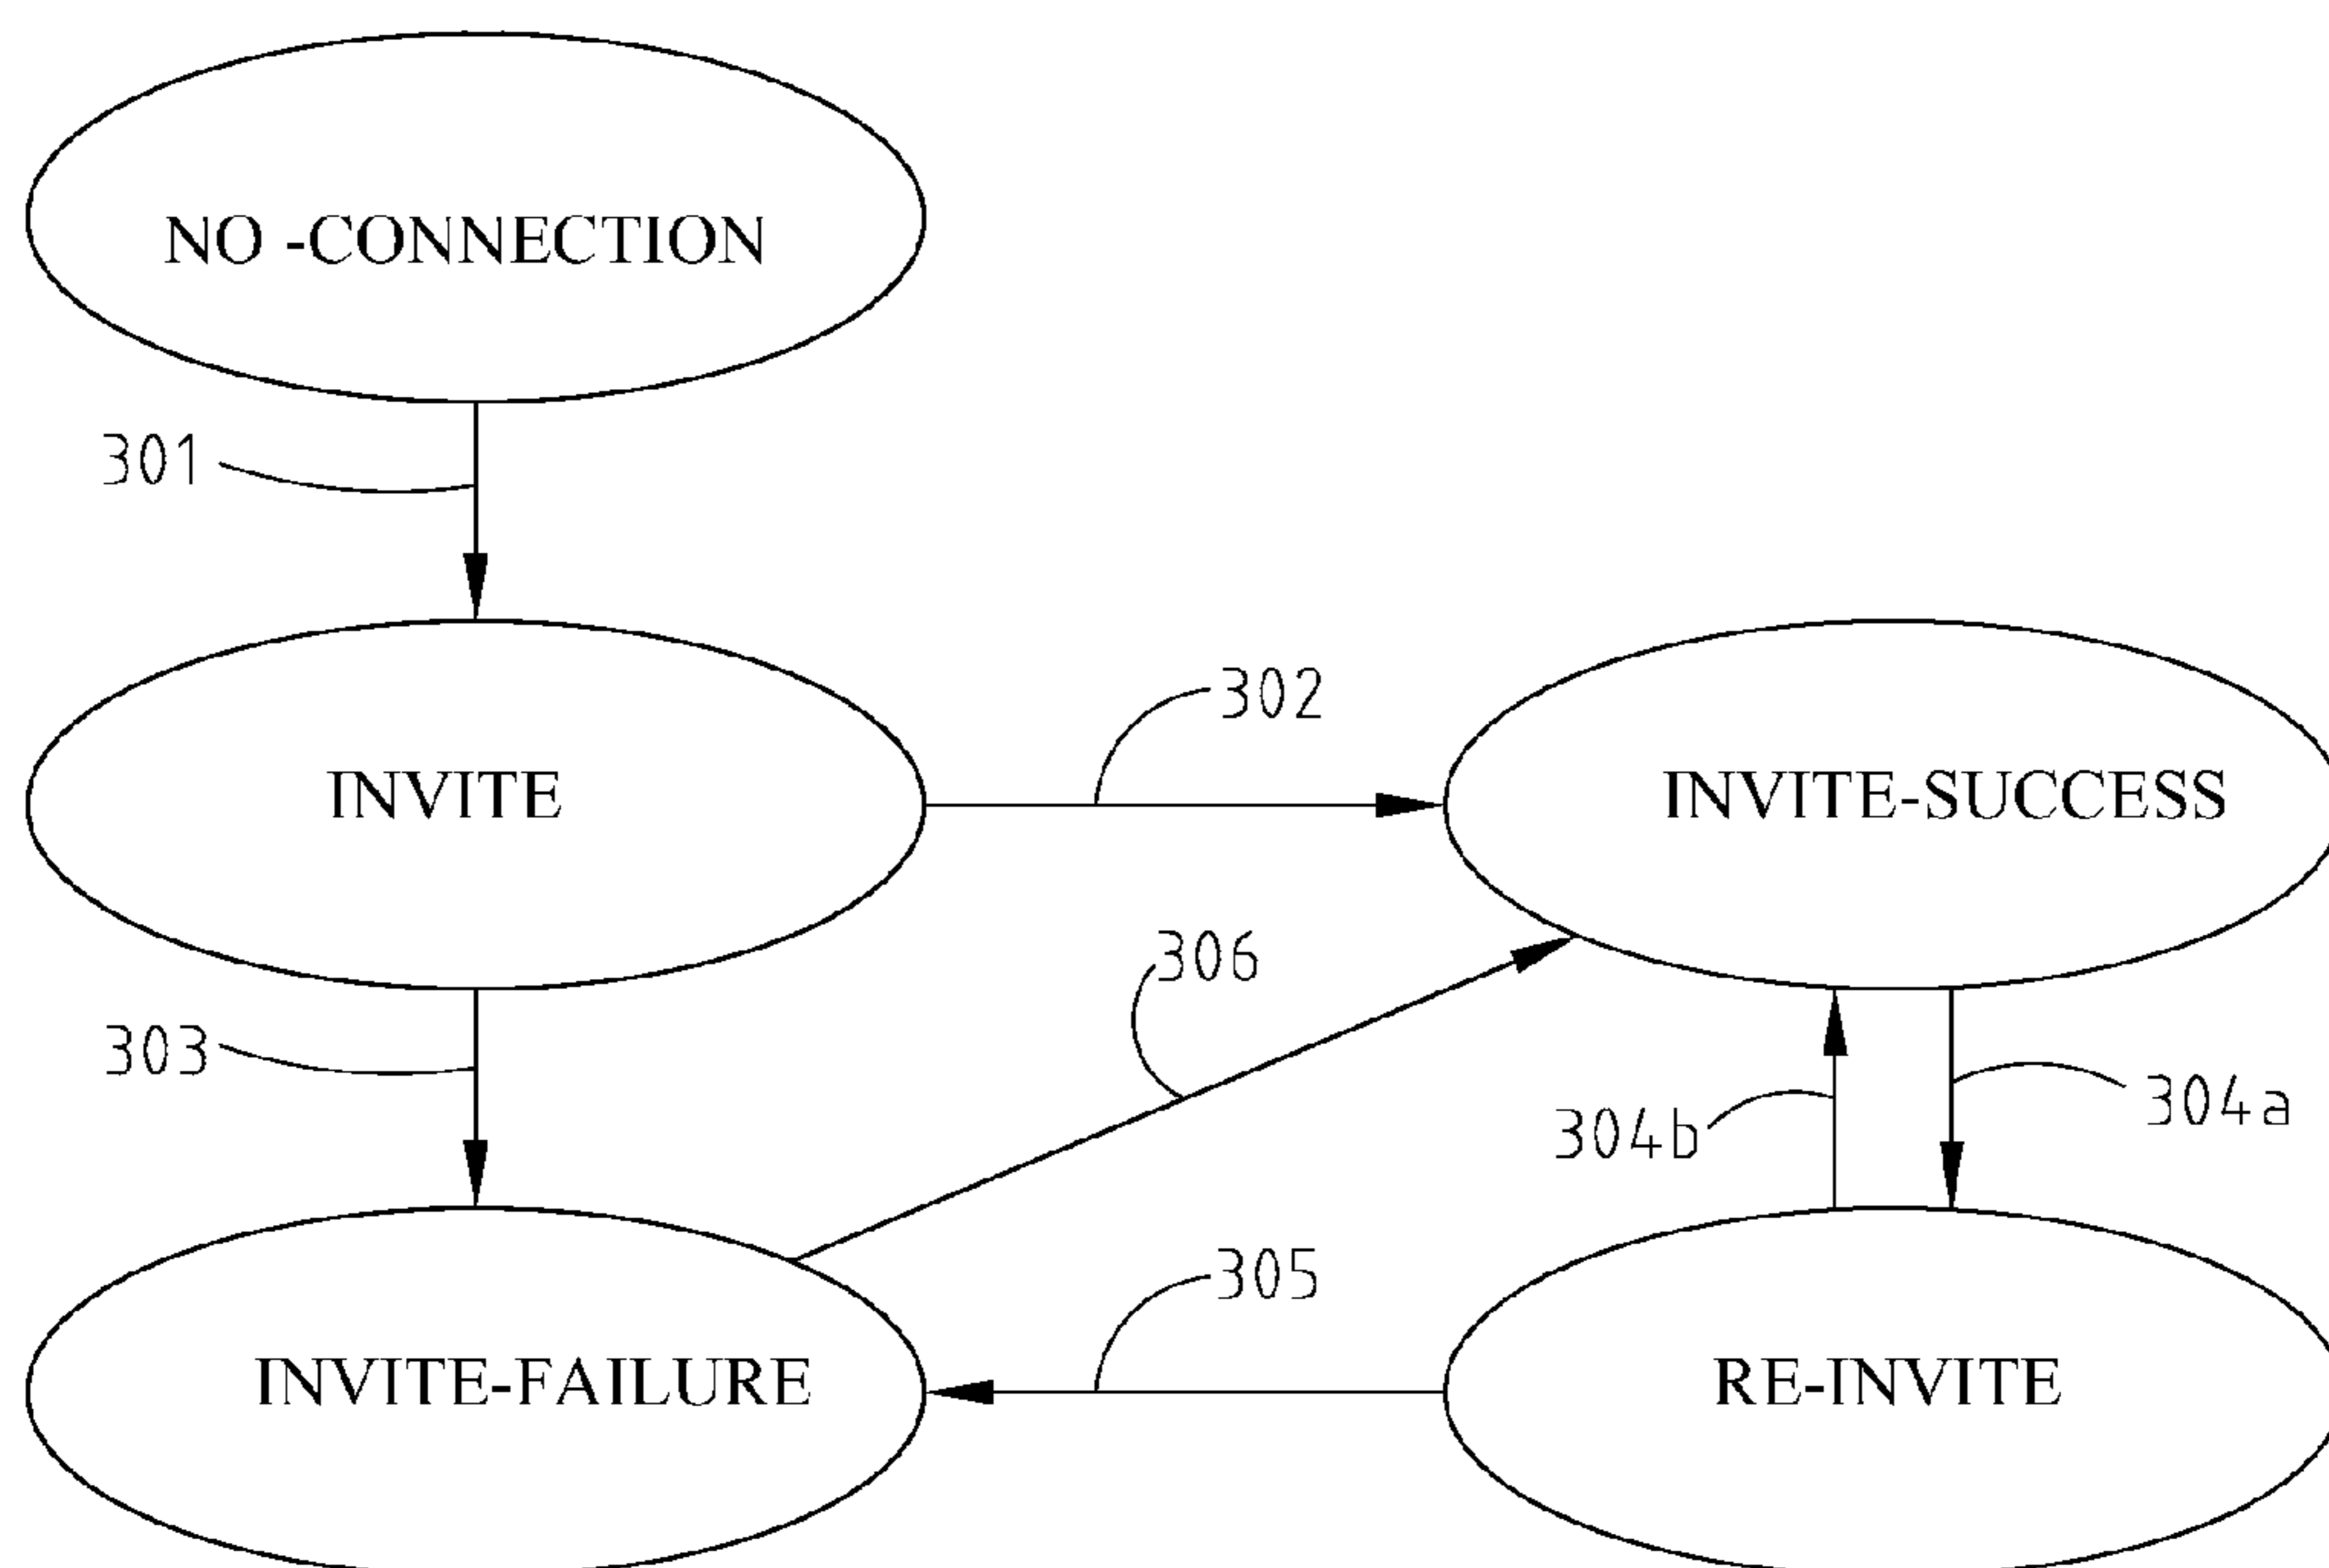 NO -CONNECTION
301
INVITE
302
INVITE-SUCCESS
303
306
304b
304a
INVITE-FAILURE
305
RE-INVITE